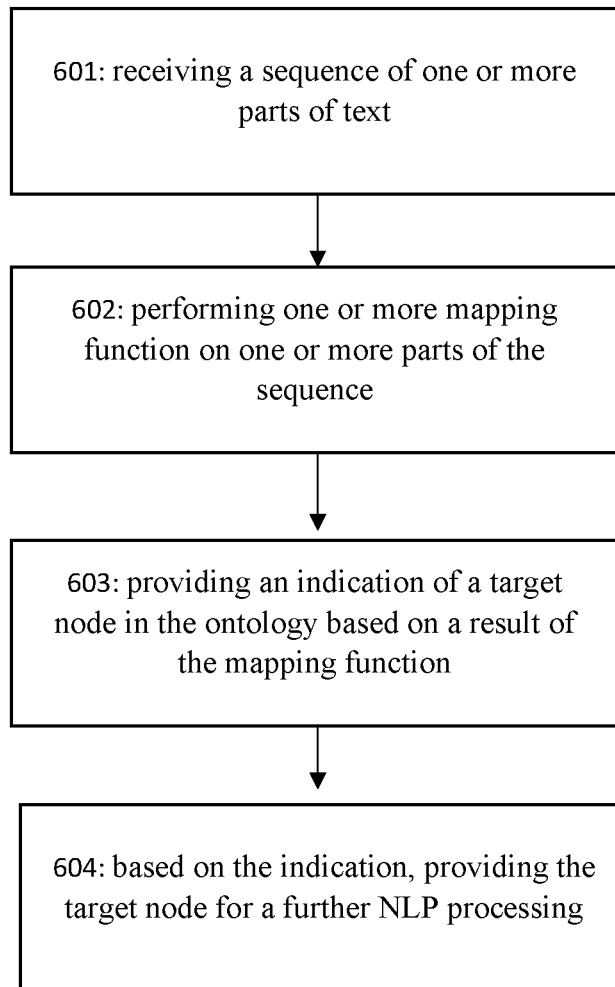 601: receiving a sequence of one or more
parts of text
602: performing one or more mapping
function on one or more parts of the
sequence
603: providing an indication of a target
node in the ontology based on a result of
the mapping function
604: based on the indication, providing the
target node for a further NLP processing